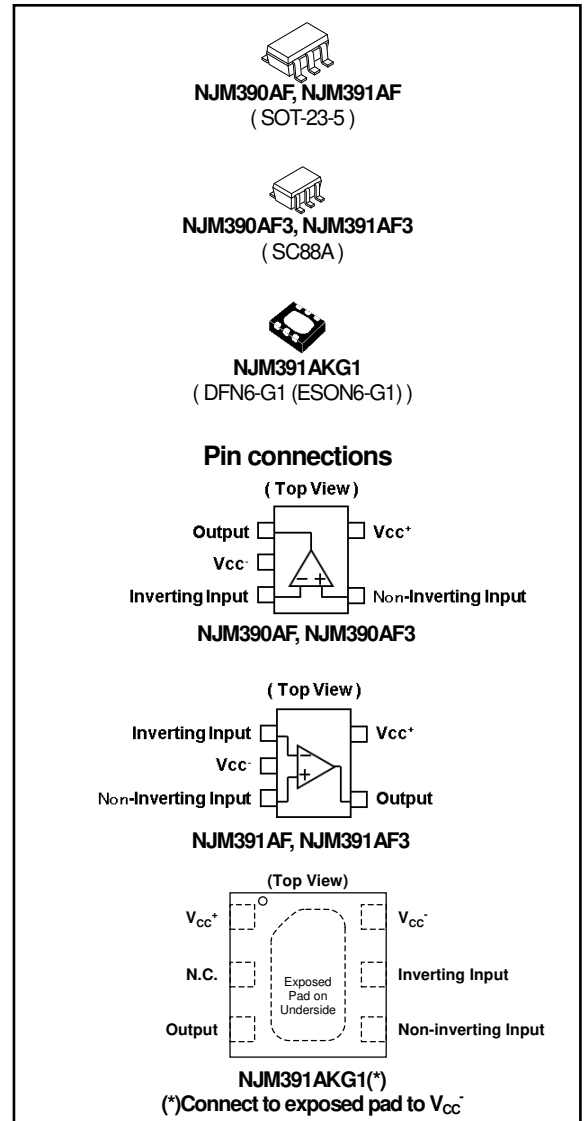 NJM390AF, NJM391AF
( SOT-23-5 )
NJM390AF3, NJM391AF3
( SC88A )
NJM391AKG1
( DFN6-G1 (ESON6-G1) )
Pin connections
( Top View )
Output
Vcc⁺
Vcc⁻
Inverting Input
Non-Inverting Input
− +
NJM390AF, NJM390AF3
( Top View )
Inverting Input
Vcc⁺
Vcc⁻
Non-Inverting Input
Output
−
+
NJM391AF, NJM391AF3
(Top View)
V_CC⁺
V_CC⁻
N.C.
Exposed
Pad on
Underside
Inverting Input
Output
Non-inverting Input
NJM391AKG1(*)
(*)Connect to exposed pad to V_CC⁻